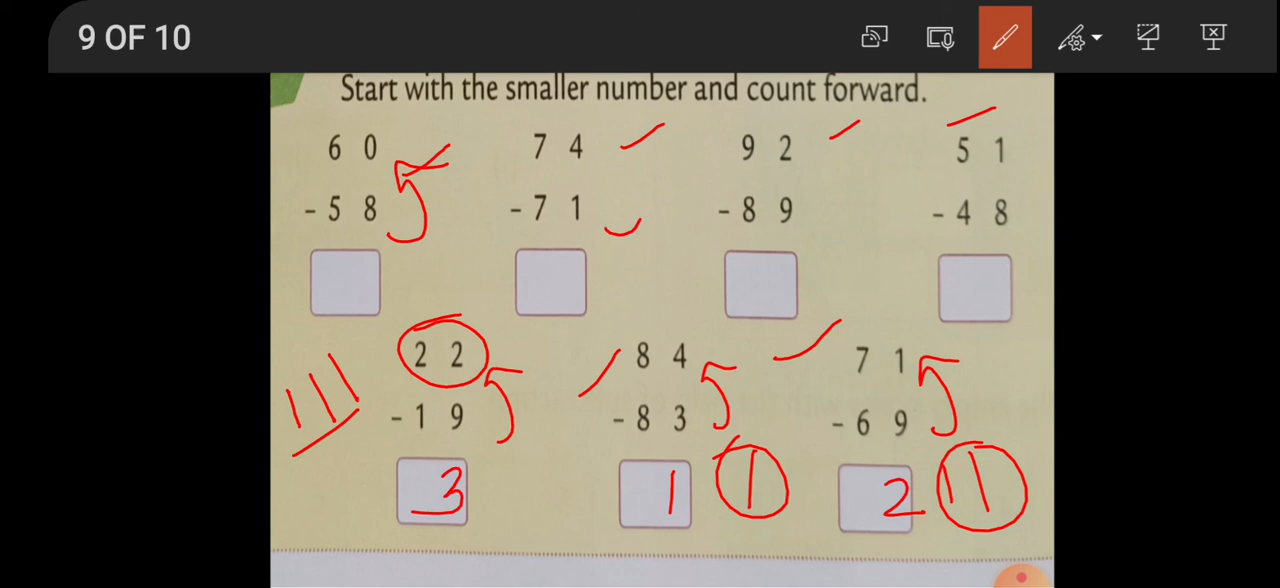 9 OF 10
Start with the smaller number and count forward.
6 0 7 4 9 2 5 1
- 5 8 - 7 1 - 8 9 - 4 8
2 2 8 4 7 1
- 1 9 - 8 3 - 6 9
3 1 2